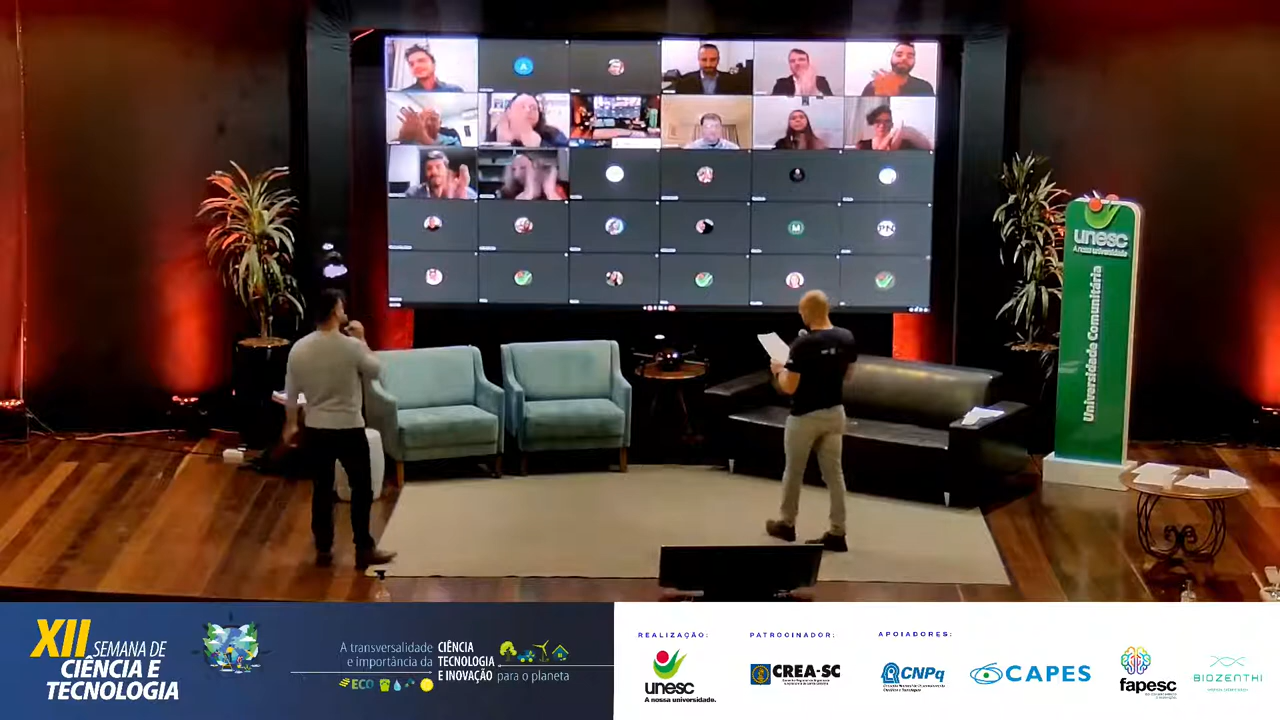 A
M
PN
unesc
A nossa universidade
Universidade Comunitária
XII SEMANA DE
CIÊNCIA E
TECNOLOGIA
A transversalidade CIÊNCIA
e importância da TECNOLOGIA
E INOVAÇÃO para o planeta
ECO
REALIZAÇÃO:
PATROCINADOR:
APOIADORES:
unesc
A nossa universidade.
CREA-SC
CNPq
CAPES
fapesc
BIOZENTHI